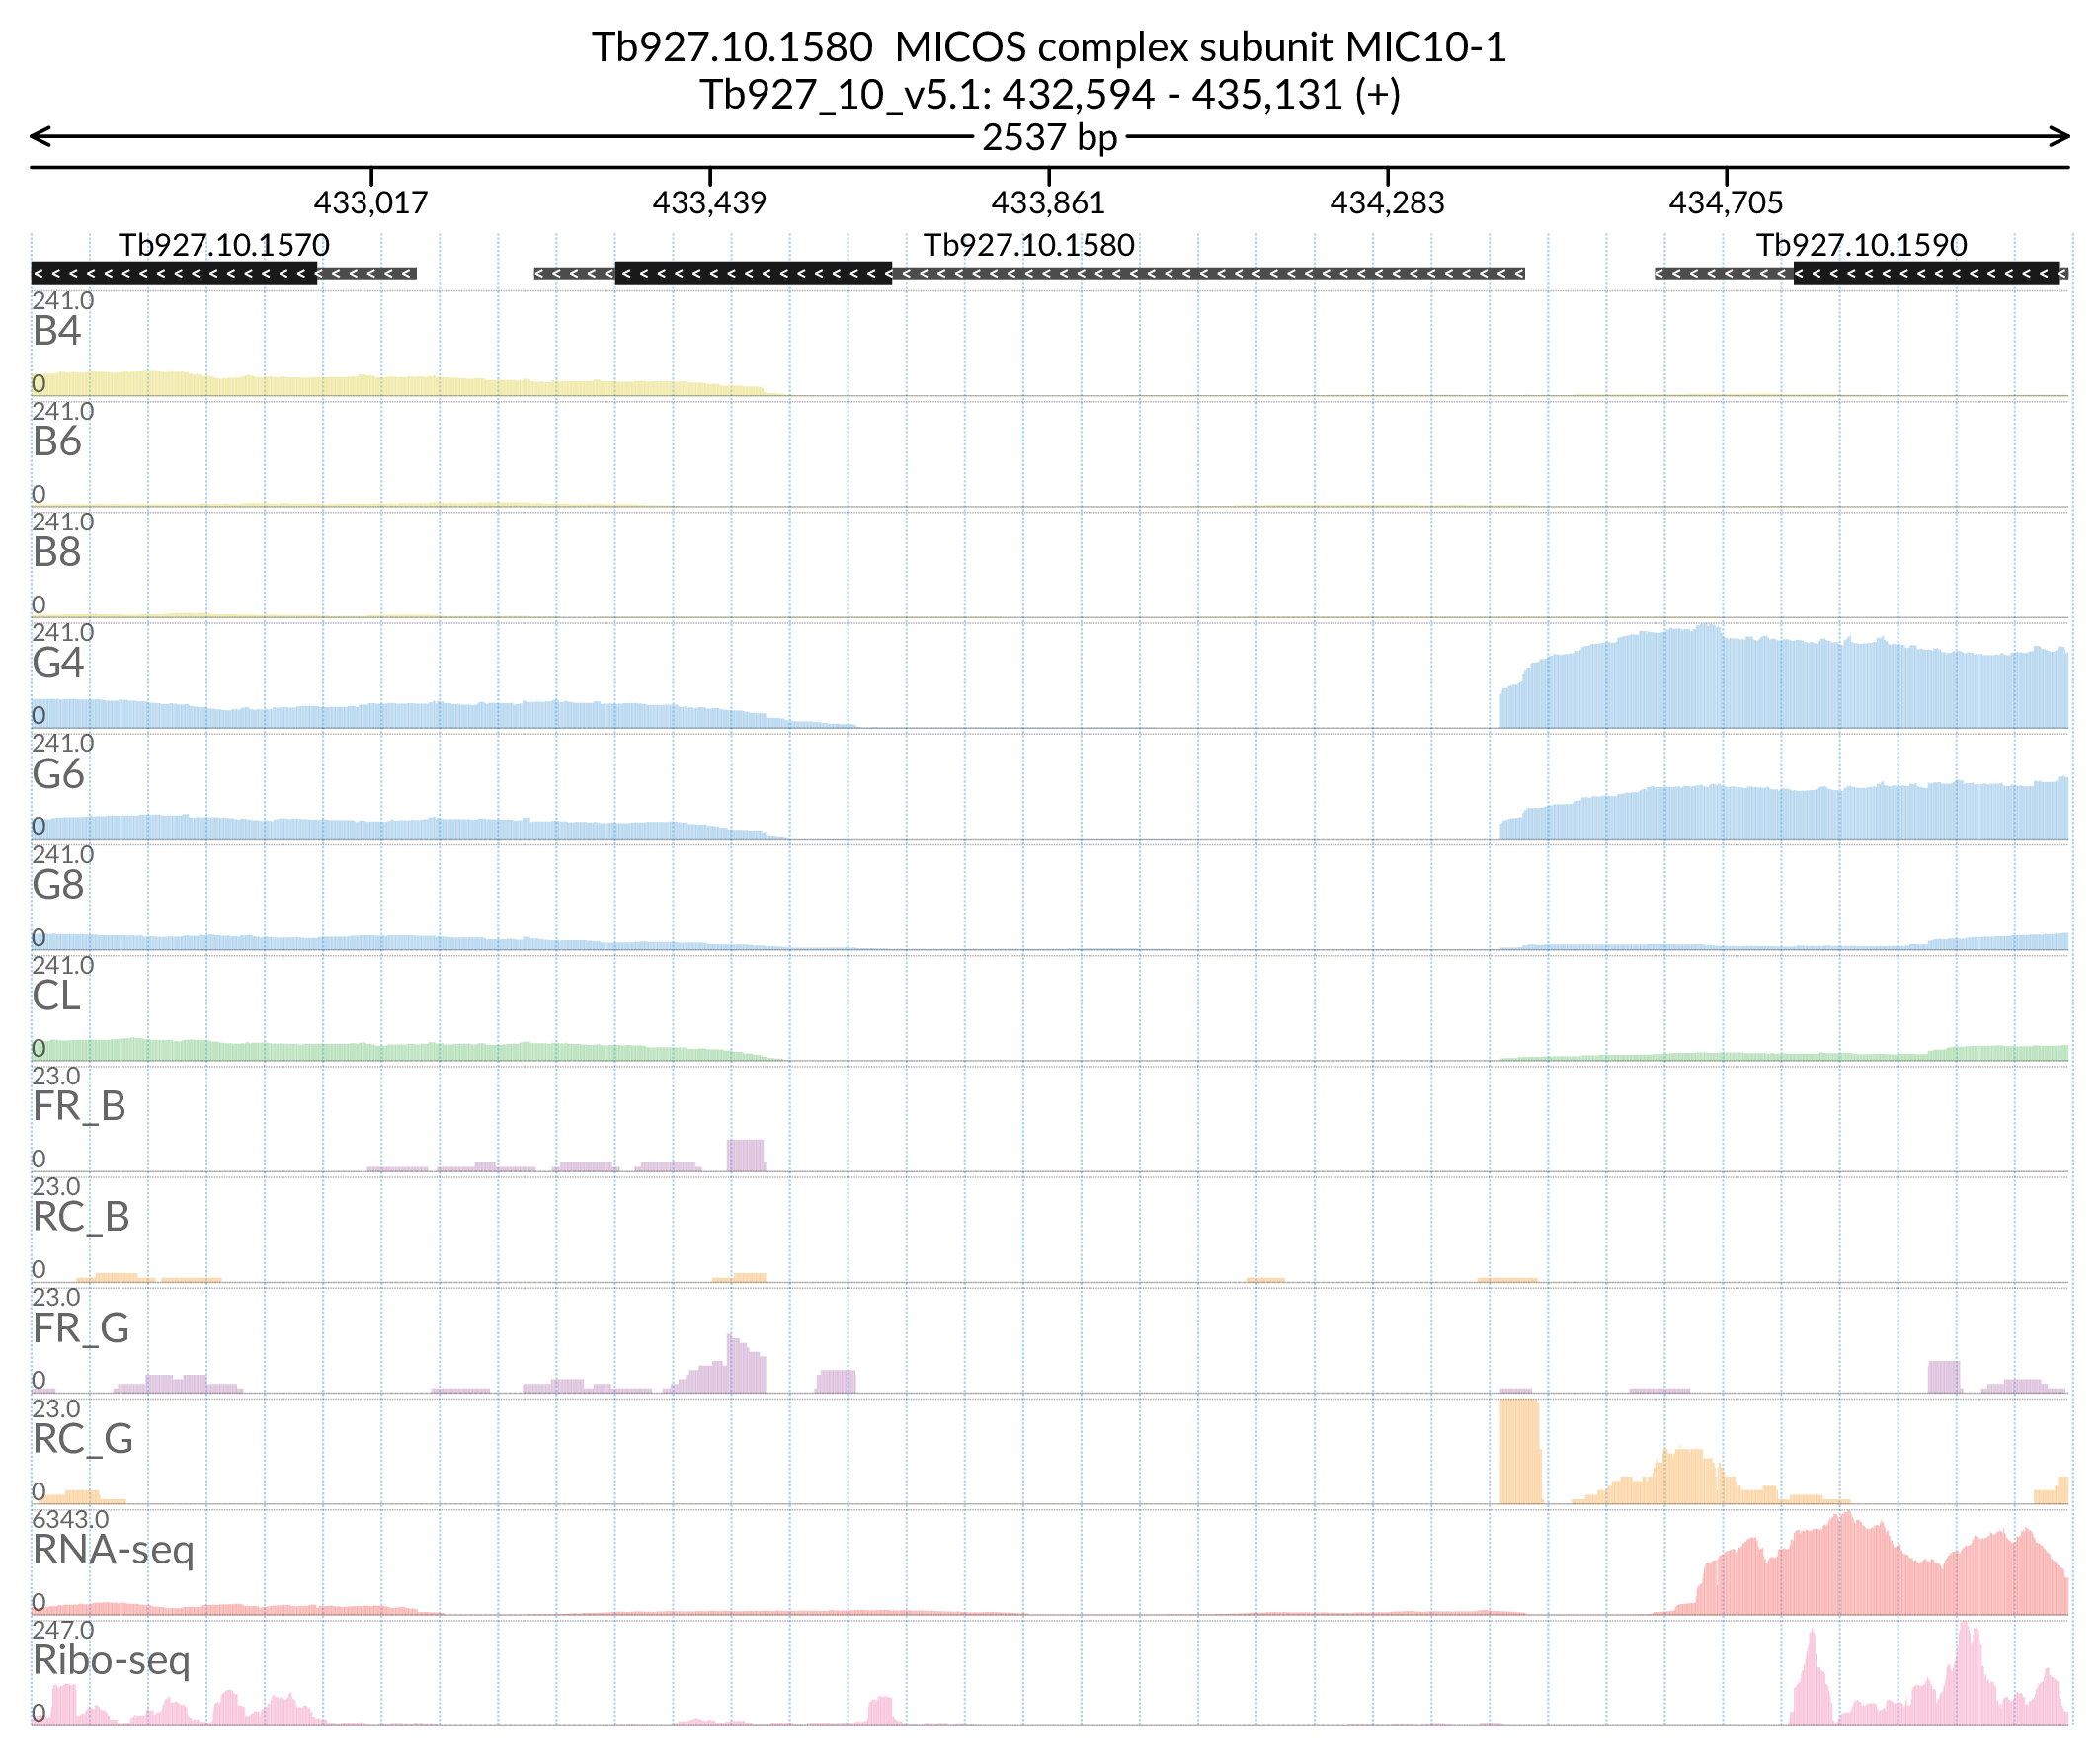 Tb927.10.1580 MICOS complex subunit MIC10-1
Tb927_10_v5.1: 432,594 - 435,131 (+)
2537 bp
433,017 433,439 433,861 434,283 434,705
Tb927.10.1570 Tb927.10.1580 Tb927.10.1590
241.0
B4
0
241.0
B6
0
241.0
B8
0
241.0
G4
0
241.0
G6
0
241.0
G8
0
241.0
CL
0
23.0
FR_B
0
23.0
RC_B
0
23.0
FR_G
0
23.0
RC_G
0
6343.0
RNA-seq
0
247.0
Ribo-seq
0